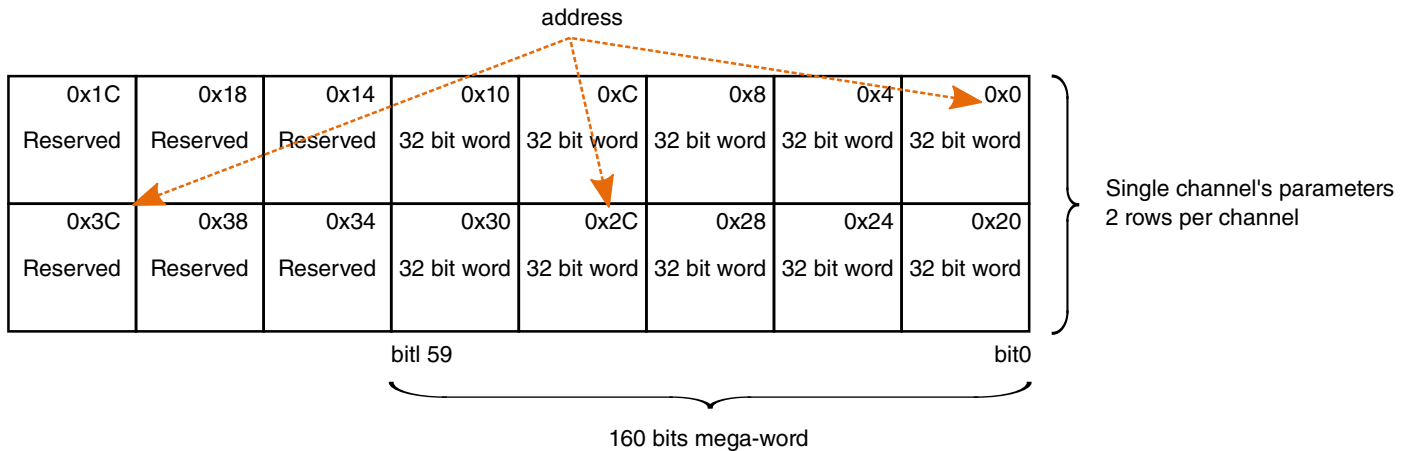 address
0x1C 0x18 0x14 0x10 0xC 0x8 0x4 0x0
Reserved Reserved Reserved 32 bit word 32 bit word 32 bit word 32 bit word 32 bit word
Single channel's parameters
2 rows per channel
0x3C 0x38 0x34 0x30 0x2C 0x28 0x24 0x20
Reserved Reserved Reserved 32 bit word 32 bit word 32 bit word 32 bit word 32 bit word
bitl 59 bit0
160 bits mega-word